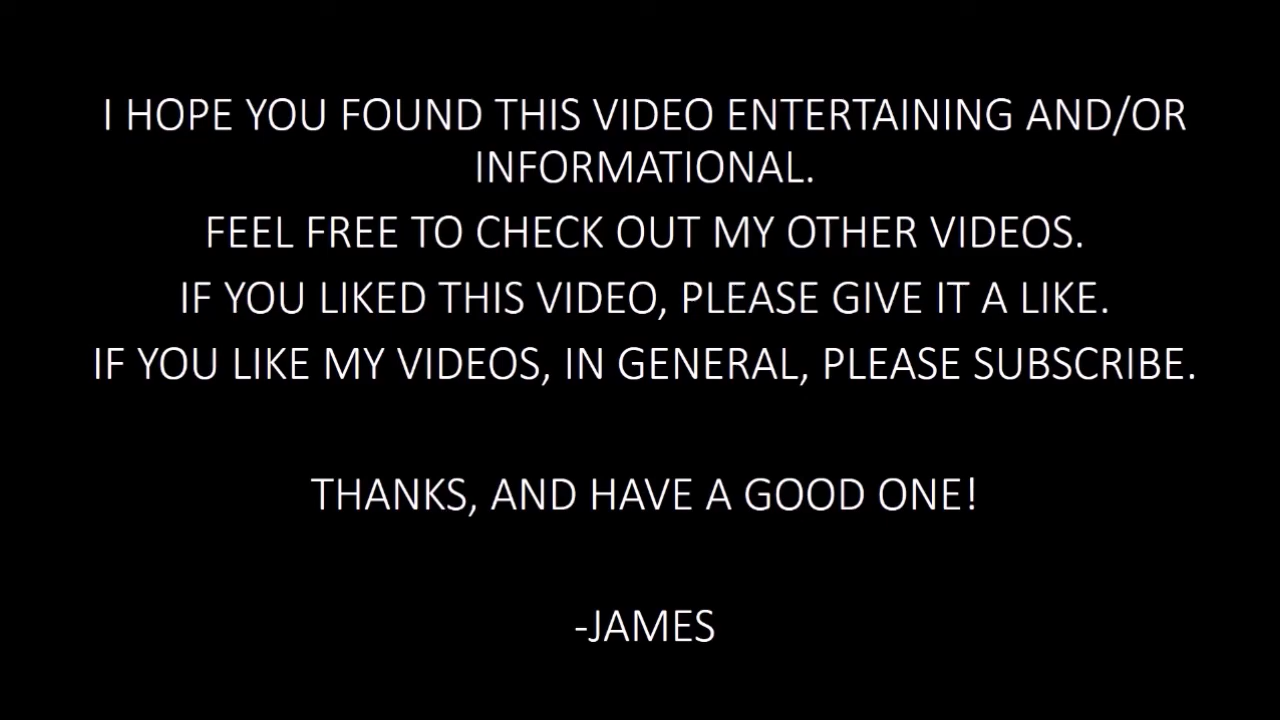 I HOPE YOU FOUND THIS VIDEO ENTERTAINING AND/OR
INFORMATIONAL.
FEEL FREE TO CHECK OUT MY OTHER VIDEOS.
IF YOU LIKED THIS VIDEO, PLEASE GIVE IT A LIKE.
IF YOU LIKE MY VIDEOS, IN GENERAL, PLEASE SUBSCRIBE.
THANKS, AND HAVE A GOOD ONE!
-JAMES